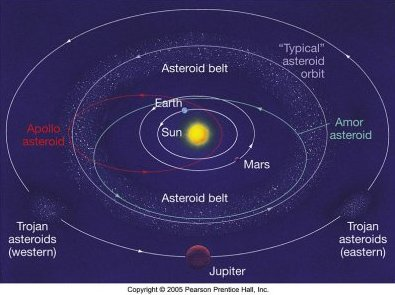 "Typical"
asteroid
orbit
Asteroid belt
Earth
Apollo
asteroid
Sun
Amor
asteroid
Mars
Asteroid belt
Trojan
asteroids
(western)
Trojan
asteroids
(eastern)
Jupiter
Copyright © 2005 Pearson Prentice Hall, Inc.